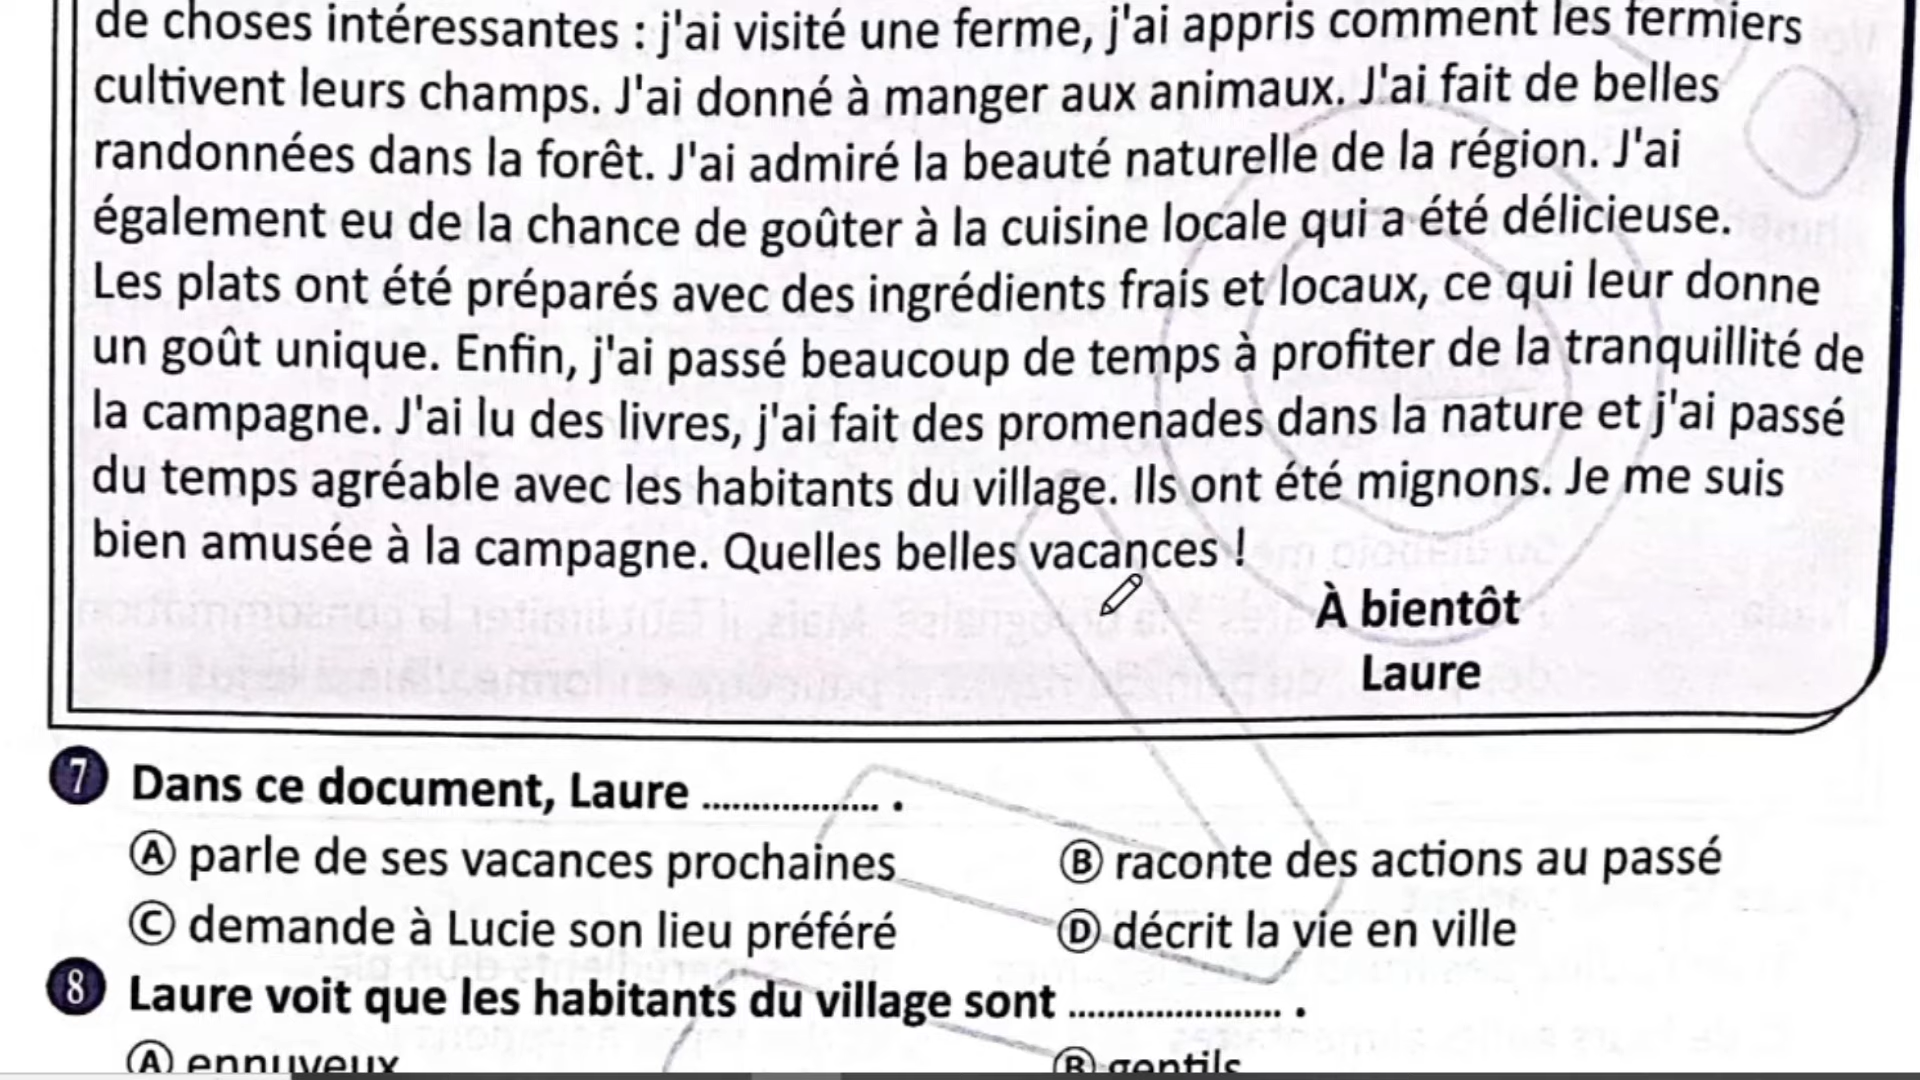 de choses intéressantes : j'ai visité une ferme, j'ai appris comment les fermiers
cultivent leurs champs. J'ai donné à manger aux animaux. J'ai fait de belles
randonnées dans la forêt. J'ai admiré la beauté naturelle de la région. J'ai
également eu de la chance de goûter à la cuisine locale qui a été délicieuse.
Les plats ont été préparés avec des ingrédients frais et locaux, ce qui leur donne
un goût unique. Enfin, j'ai passé beaucoup de temps à profiter de la tranquillité de
la campagne. J'ai lu des livres, j'ai fait des promenades dans la nature et j'ai passé
du temps agréable avec les habitants du village. Ils ont été mignons. Je me suis
bien amusée à la campagne. Quelles belles vacances !
À bientôt
Laure
7 Dans ce document, Laure .................. .
A parle de ses vacances prochaines
B raconte des actions au passé
C demande à Lucie son lieu préféré
D décrit la vie en ville
8 Laure voit que les habitants du village sont ..................... .
A ennuyeux
B gentils